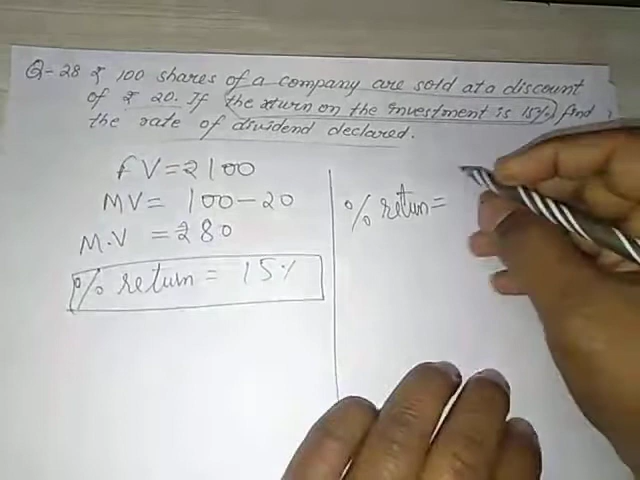 Q-28 ₹ 100 shares of a company are sold at a discount
of ₹ 20. If the return on the investment is 15% find
the rate of dividend declared.
FV=₹100
MV= 100-20
M.V =₹80
% return = 15%
% return=